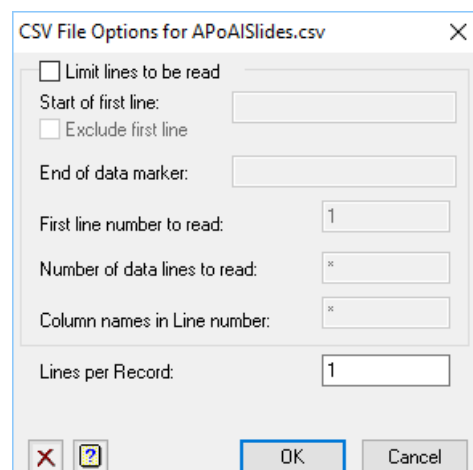 CSV File Options for APoAISlides.csv
Limit lines to be read
Start of first line:
Exclude first line
End of data marker:
First line number to read: 1
Number of data lines to read: *
Column names in Line number: *
Lines per Record: 1
?
OK Cancel